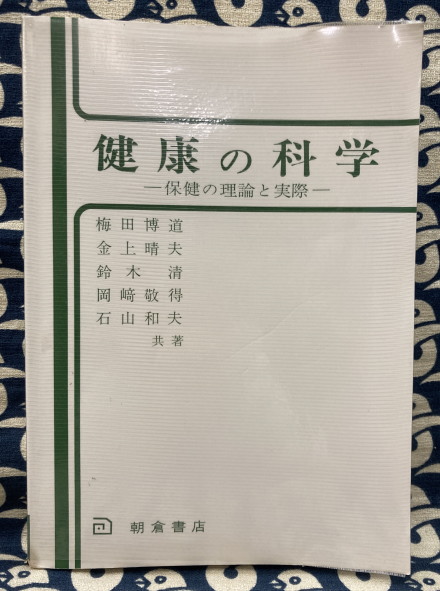 健康の科学
―保健の理論と実際―
梅田博道
金上晴夫
鈴木 清
岡﨑敬得
石山和夫
共著
朝倉書店